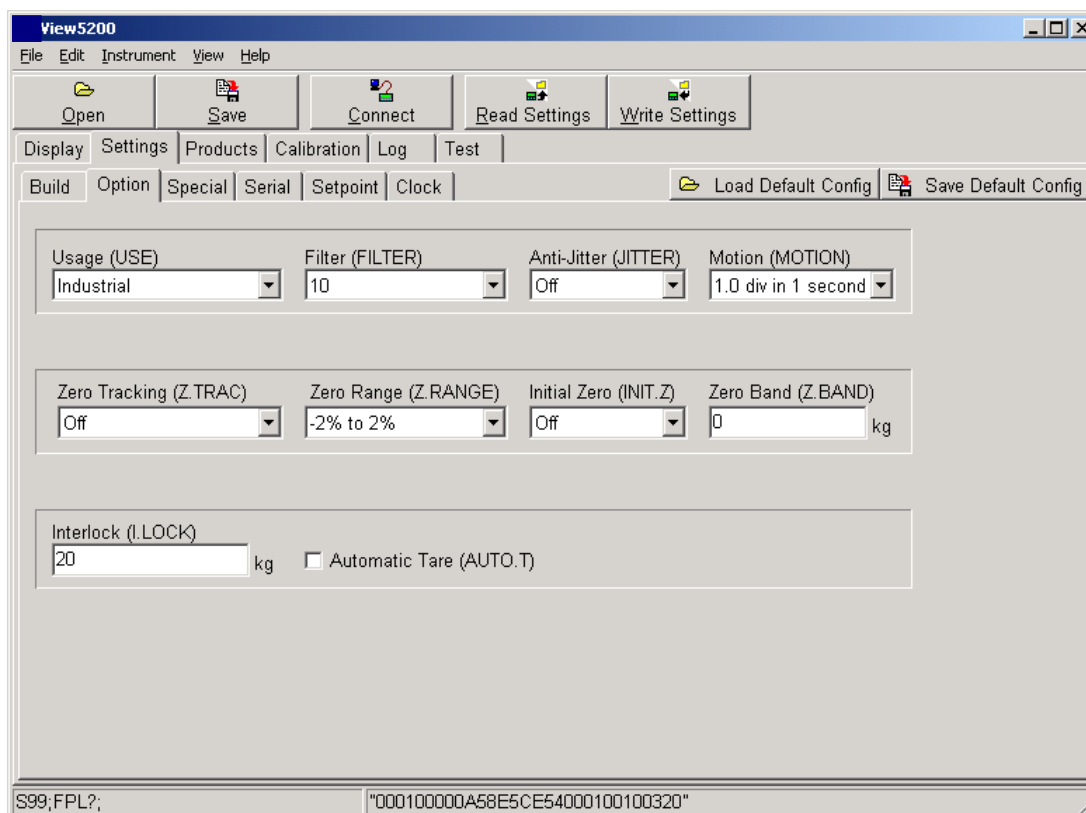 View5200
File Edit Instrument View Help
Open Save Connect Read Settings Write Settings
Display Settings Products Calibration Log Test
Build Option Special Serial Setpoint Clock Load Default Config Save Default Config
Usage (USE) Filter (FILTER) Anti-Jitter (JITTER) Motion (MOTION)
Industrial 10 Off 1.0 div in 1 second
Zero Tracking (Z.TRAC) Zero Range (Z.RANGE) Initial Zero (INIT.Z) Zero Band (Z.BAND)
Off -2% to 2% Off 0 kg
Interlock (I.LOCK)
20 kg Automatic Tare (AUTO.T)
S99;FPL?; "000100000A58E5CE54000100100320"